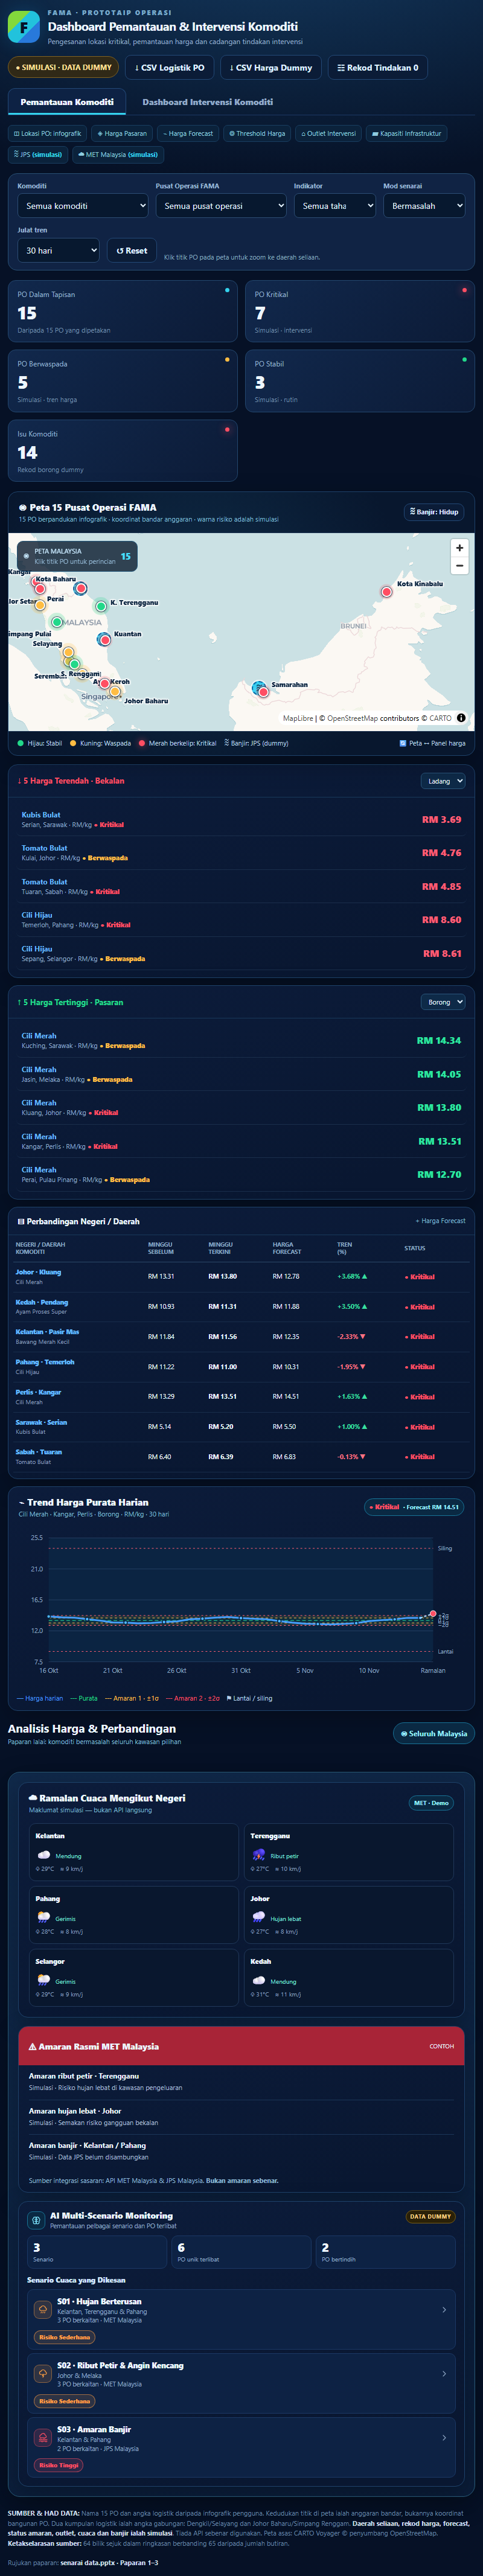 F
FAMA · PROTOTAIP OPERASI
Dashboard Pemantauan & Intervensi Komoditi
Pengesanan lokasi kritikal, pemantauan harga dan cadangan tindakan intervensi
● SIMULASI · DATA DUMMY
↓ CSV Logistik PO
↓ CSV Harga Dummy
Rekod Tindakan 0
Pemantauan Komoditi
Dashboard Intervensi Komoditi
Lokasi PO: infografik
Harga Pasaran
Harga Forecast
Threshold Harga
Outlet Intervensi
Kapasiti Infrastruktur
JPS (simulasi)
MET Malaysia (simulasi)
Komoditi
Pusat Operasi FAMA
Indikator
Mod senarai
Semua komoditi
Semua pusat operasi
Semua taha
Bermasalah
Julat tren
30 hari
↺ Reset
Klik titik PO pada peta untuk zoom ke daerah seliaan.
PO Dalam Tapisan
15
Daripada 15 PO yang dipetakan
PO Kritikal
7
Simulasi · intervensi
PO Berwaspada
5
Simulasi · tren harga
PO Stabil
3
Simulasi · rutin
Isu Komoditi
14
Rekod borong dummy
Peta 15 Pusat Operasi FAMA
15 PO berpandukan infografik · koordinat bandar anggaran · warna risiko adalah simulasi
Banjir: Hidup
PETA MALAYSIA
Klik titik PO untuk perincian
15
+
−
Kangar
Kota Baharu
lor Setar
Perai
K. Terengganu
MALAYSIA
impang Pulai
Kuantan
Selayang
Seremb
S. Renggam
Ay Keroh
Singapore
Johor Baharu
Kota Kinabalu
BRUNEI
Samarahan
MapLibre | © OpenStreetMap contributors © CARTO
Hijau: Stabil
Kuning: Waspada
Merah berkelip: Kritikal
Banjir: JPS (dummy)
Peta ↔ Panel harga
↓ 5 Harga Terendah · Bekalan
Ladang
Kubis Bulat
Serian, Sarawak · RM/kg ● Kritikal
RM 3.69
Tomato Bulat
Kulai, Johor · RM/kg ● Berwaspada
RM 4.76
Tomato Bulat
Tuaran, Sabah · RM/kg ● Kritikal
RM 4.85
Cili Hijau
Temerloh, Pahang · RM/kg ● Kritikal
RM 8.60
Cili Hijau
Sepang, Selangor · RM/kg ● Berwaspada
RM 8.61
↑ 5 Harga Tertinggi · Pasaran
Borong
Cili Merah
Kuching, Sarawak · RM/kg ● Berwaspada
RM 14.34
Cili Merah
Jasin, Melaka · RM/kg ● Berwaspada
RM 14.05
Cili Merah
Kluang, Johor · RM/kg ● Kritikal
RM 13.80
Cili Merah
Kangar, Perlis · RM/kg ● Kritikal
RM 13.51
Cili Merah
Perai, Pulau Pinang · RM/kg ● Berwaspada
RM 12.70
Perbandingan Negeri / Daerah
+ Harga Forecast
NEGERI / DAERAH KOMODITI
MINGGU SEBELUM
MINGGU TERKINI
HARGA FORECAST
TREN (%)
STATUS
Johor · Kluang
Cili Merah
RM 13.31 RM 13.80 RM 12.78 +3.68% ▲ ● Kritikal
Kedah · Pendang
Ayam Proses Super
RM 10.93 RM 11.31 RM 11.88 +3.50% ▲ ● Kritikal
Kelantan · Pasir Mas
Bawang Merah Kecil
RM 11.84 RM 11.56 RM 12.35 -2.33% ▼ ● Kritikal
Pahang · Temerloh
Cili Hijau
RM 11.22 RM 11.00 RM 10.31 -1.95% ▼ ● Kritikal
Perlis · Kangar
Cili Merah
RM 13.29 RM 13.51 RM 14.51 +1.63% ▲ ● Kritikal
Sarawak · Serian
Kubis Bulat
RM 5.14 RM 5.20 RM 5.50 +1.00% ▲ ● Kritikal
Sabah · Tuaran
Tomato Bulat
RM 6.40 RM 6.39 RM 6.83 -0.13% ▼ ● Kritikal
~ Trend Harga Purata Harian
Cili Merah · Kangar, Perlis · Borong · RM/kg · 30 hari
● Kritikal · Forecast RM 14.51
25.5
21.0
16.5
12.0
7.5
Siling
Lantai
16 Okt
21 Okt
26 Okt
31 Okt
5 Nov
10 Nov
Ramalan
— Harga harian
— Purata
— Amaran 1 · ±1σ
— Amaran 2 · ±2σ
Lantai / siling
Analisis Harga & Perbandingan
Paparan lalai: komoditi bermasalah seluruh kawasan pilihan
Seluruh Malaysia
Ramalan Cuaca Mengikut Negeri
Maklumat simulasi — bukan API langsung
MET · Demo
Kelantan
Mendung
29°C 9 km/j
Terengganu
Ribut petir
27°C 10 km/j
Pahang
Gerimis
28°C 8 km/j
Johor
Hujan lebat
27°C 8 km/j
Selangor
Gerimis
29°C 9 km/j
Kedah
Mendung
31°C 11 km/j
⚠ Amaran Rasmi MET Malaysia
CONTOH
Amaran ribut petir · Terengganu
Simulasi · Risiko hujan lebat di kawasan pengeluaran
Amaran hujan lebat · Johor
Simulasi · Semakan risiko gangguan bekalan
Amaran banjir · Kelantan / Pahang
Simulasi · Data JPS belum disambungkan
Sumber integrasi sasaran: API MET Malaysia & JPS Malaysia. Bukan amaran sebenar.
AI Multi-Scenario Monitoring
Pemantauan pelbagai senario dan PO terlibat
DATA DUMMY
3
Senario
6
PO unik terlibat
2
PO bertindih
Senario Cuaca yang Dikesan
S01 · Hujan Berterusan
Kelantan, Terengganu & Pahang
3 PO berkaitan · MET Malaysia
Risiko Sederhana
S02 · Ribut Petir & Angin Kencang
Johor & Melaka
3 PO berkaitan · MET Malaysia
Risiko Sederhana
S03 · Amaran Banjir
Kelantan & Pahang
2 PO berkaitan · JPS Malaysia
Risiko Tinggi
SUMBER & HAD DATA: Nama 15 PO dan angka logistik daripada infografik pengguna. Kedudukan titik di peta ialah anggaran bandar, bukannya koordinat
bangunan PO. Dua kumpulan logistik ialah angka gabungan: Dengkil/Selayang dan Johor Baharu/Simpang Renggam. Daerah seliaan, rekod harga, forecast,
status amaran, outlet, cuaca dan banjir ialah simulasi. Tiada API sebenar digunakan. Peta asas: CARTO Voyager © penyumbang OpenStreetMap.
Ketakselarasan sumber: 64 bilik sejuk dalam ringkasan berbanding 65 daripada jumlah butiran.
Rujukan paparan: senarai data.pptx · Paparan 1–3